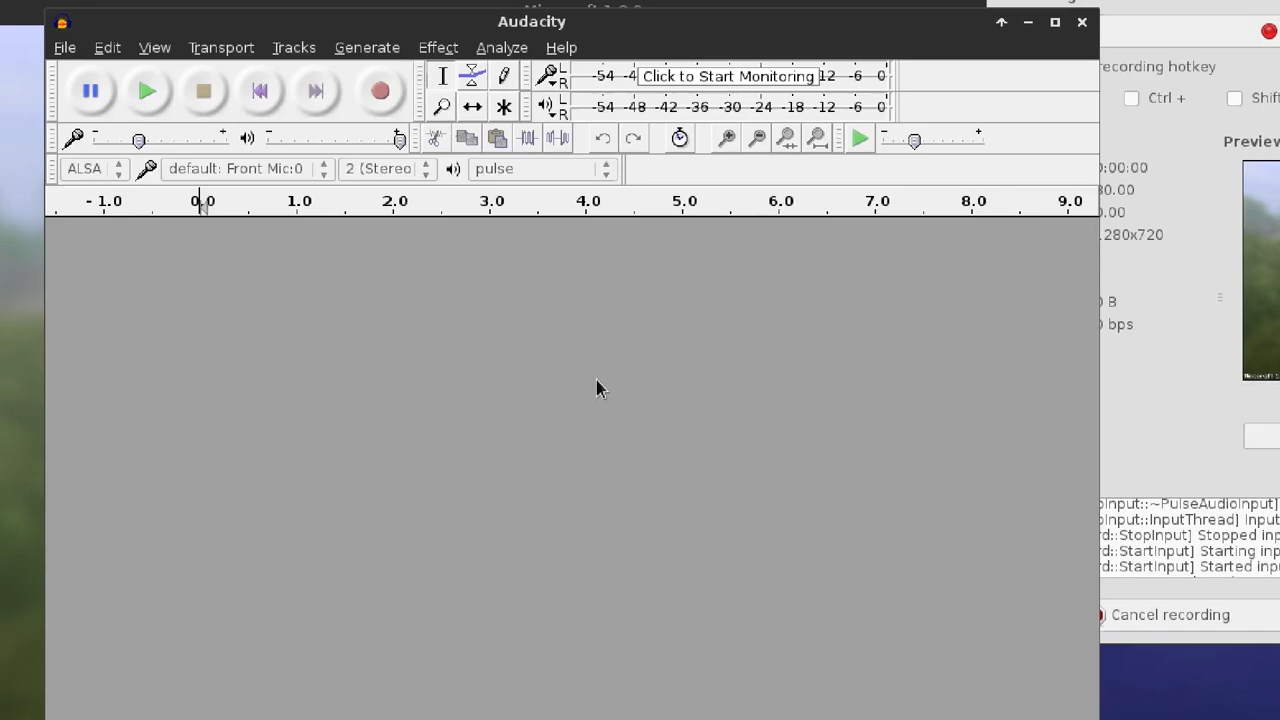 Audacity
File Edit View Transport Tracks Generate Effect Analyze Help
L
R
-54 -4 Click to Start Monitoring 12 -6 0
L
R
-54 -48 -42 -36 -30 -24 -18 -12 -6 0
- + - +
- +
ALSA default: Front Mic:0 2 (Stereo pulse
- 1.0 0.0 1.0 2.0 3.0 4.0 5.0 6.0 7.0 8.0 9.0
recording hotkey
Ctrl + Shift
Preview
0:00:00
30.00
0.00
1280x720
0 B
0 bps
oInput::~PulseAudioInput]
oInput::InputThread] Input
rd::StopInput] Stopped inp
rd::StartInput] Starting inp
rd::StartInput] Started inpu
Cancel recording